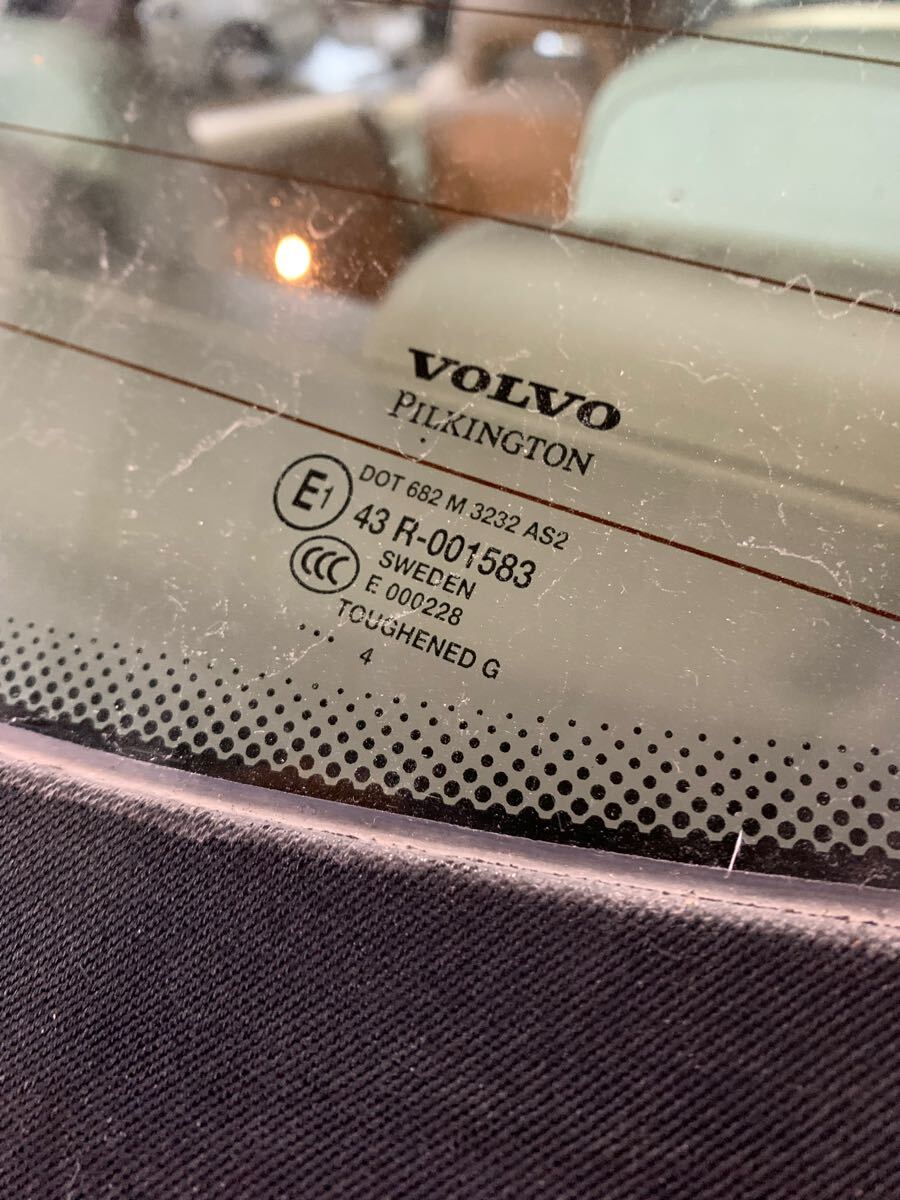 VOLVO
PILKINGTON
E1 DOT 682 M 3232 AS2
43 R-001583
CCC SWEDEN
E 000228
TOUGHENED G
...
4